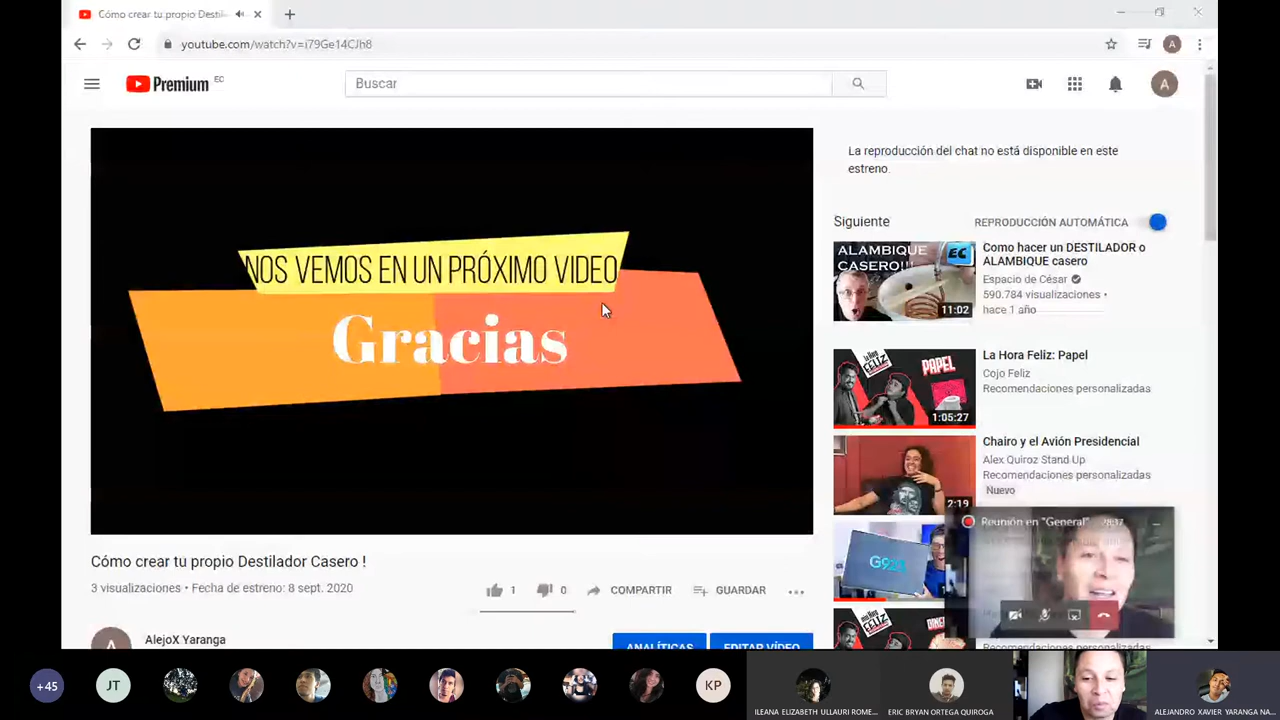 Cómo crear tu propio Destil
youtube.com/watch?v=i79Ge14CJh8
A
Premium
EC
Buscar
A
NOS VEMOS EN UN PRÓXIMO VIDEO
Gracias
La reproducción del chat no está disponible en este
estreno.
Siguiente
REPRODUCCIÓN AUTOMÁTICA
ALAMBIQUE
CASERO!!!
EC
11:02
Como hacer un DESTILADOR o
ALAMBIQUE casero
Espacio de César
590.784 visualizaciones •
hace 1 año
PAPEL
1:05:27
La Hora Feliz: Papel
Cojo Feliz
Recomendaciones personalizadas
2:19
Chairo y el Avión Presidencial
Alex Quiroz Stand Up
Recomendaciones personalizadas
Nuevo
Reunión en "General"
Cómo crear tu propio Destilador Casero !
3 visualizaciones • Fecha de estreno: 8 sept. 2020
1
0
COMPARTIR
GUARDAR
A
AlejoX Yaranga
ANALÍTICAS
EDITAR VÍDEO
+45
JT
KP
ILEANA ELIZABETH ULLAURI ROME...
ERIC BRYAN ORTEGA QUIROGA
ALEJANDRO XAVIER YARANGA NA...